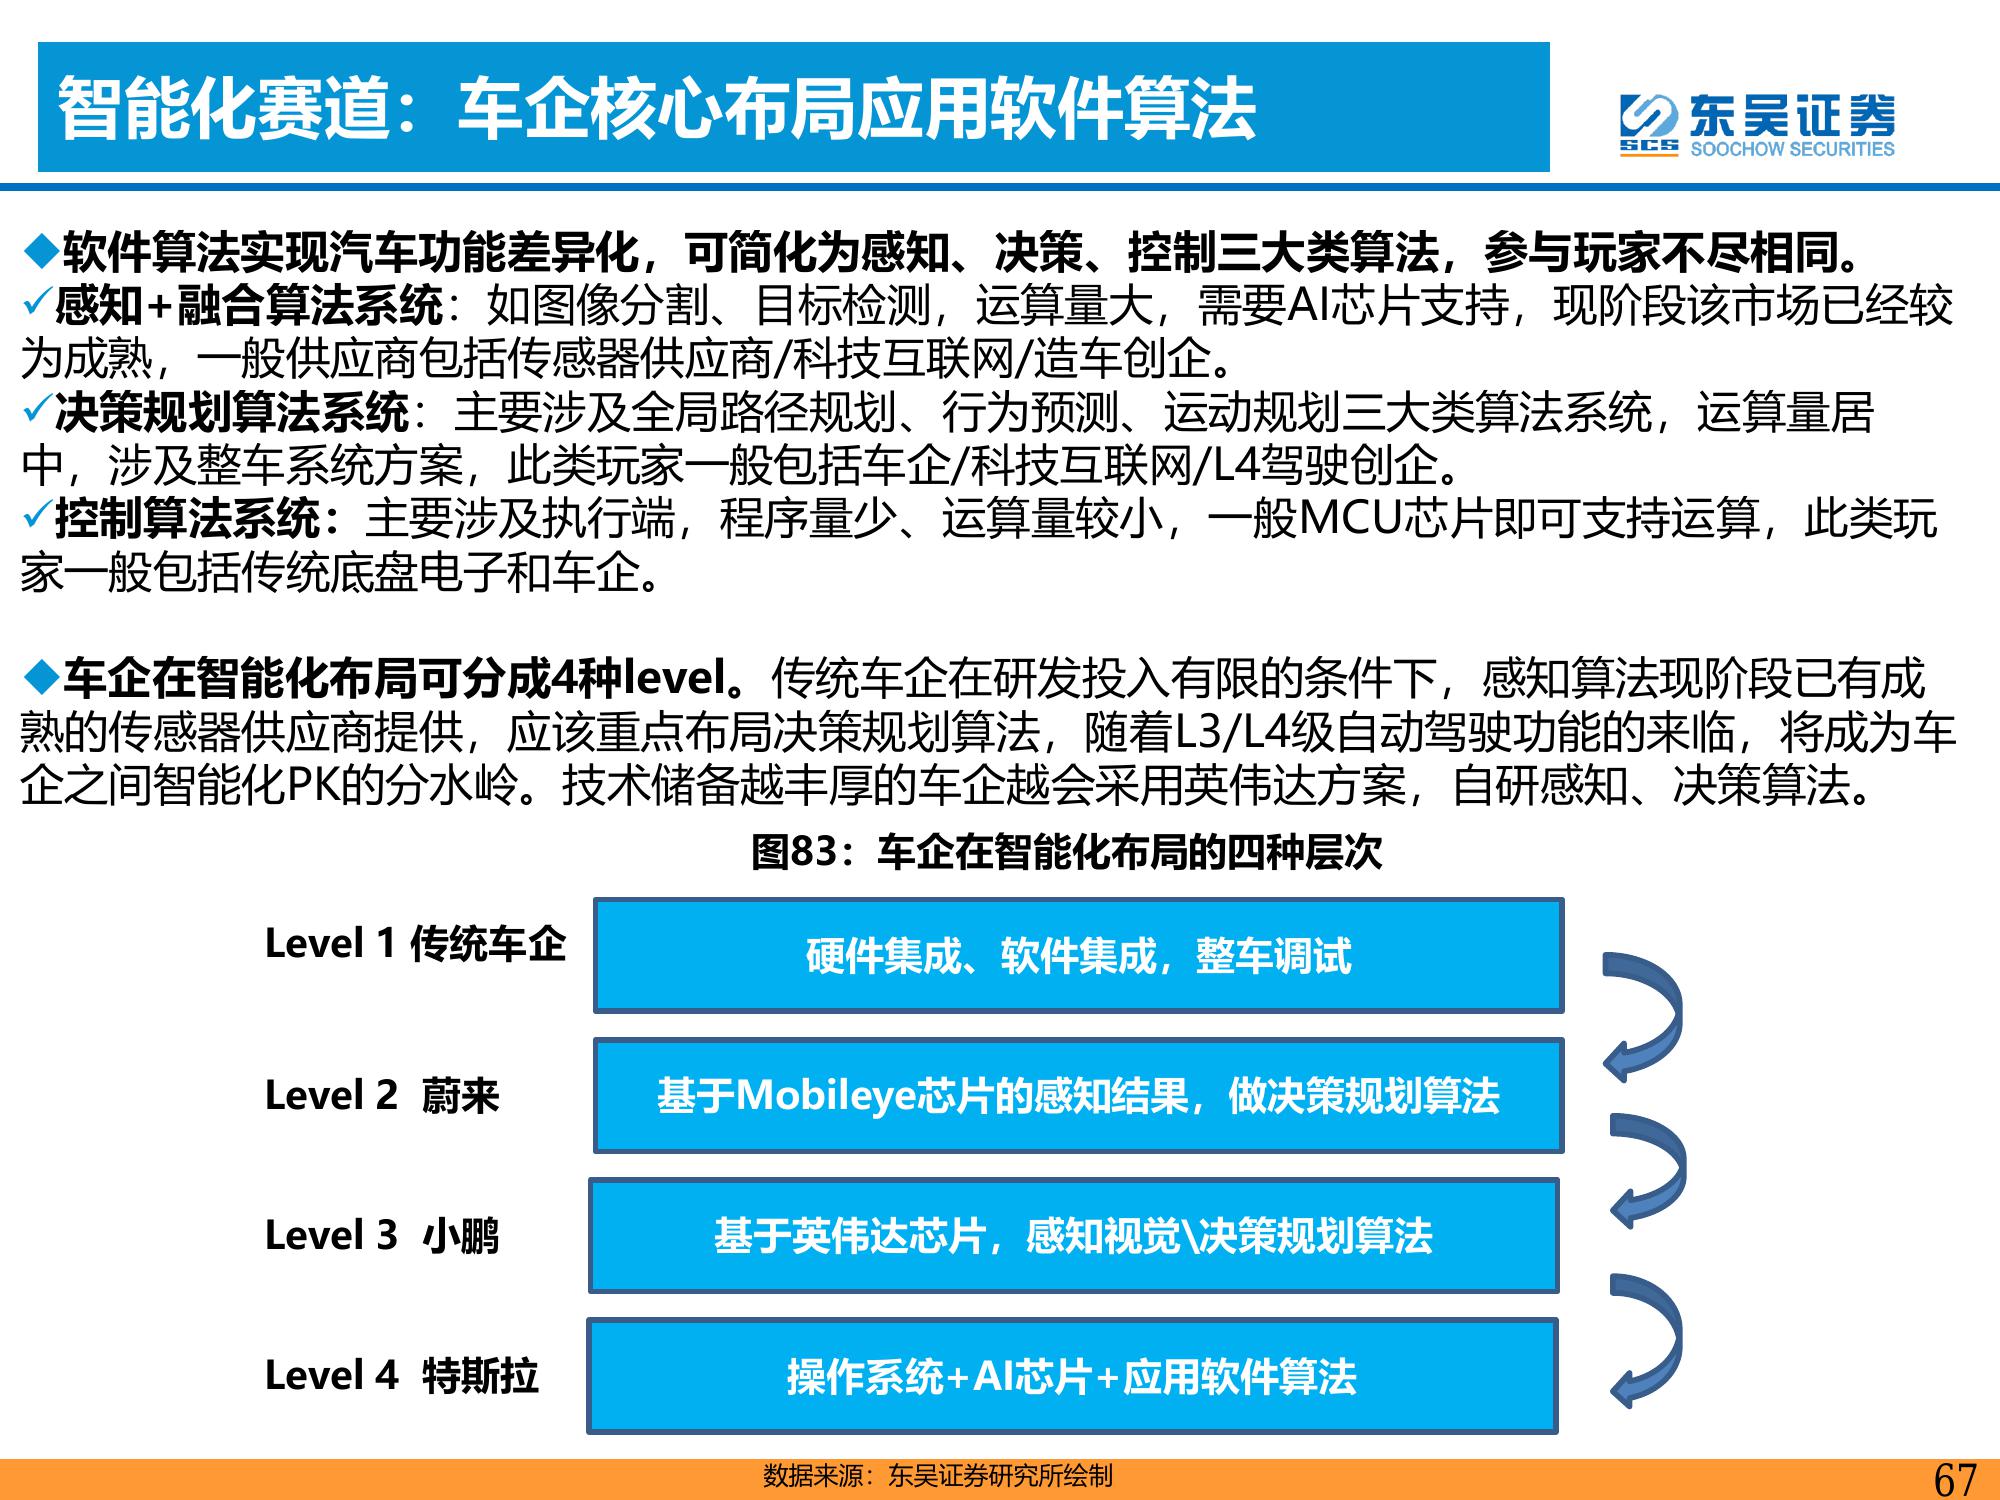 智能化赛道：车企核心布局应用软件算法
SCS
东吴证券
SOOCHOW SECURITIES
◆软件算法实现汽车功能差异化，可简化为感知、决策、控制三大类算法，参与玩家不尽相同。
✓感知+融合算法系统：如图像分割、目标检测，运算量大，需要AI芯片支持，现阶段该市场已经较
为成熟，一般供应商包括传感器供应商/科技互联网/造车创企。
✓决策规划算法系统：主要涉及全局路径规划、行为预测、运动规划三大类算法系统，运算量居
中，涉及整车系统方案，此类玩家一般包括车企/科技互联网/L4驾驶创企。
✓控制算法系统：主要涉及执行端，程序量少、运算量较小，一般MCU芯片即可支持运算，此类玩
家一般包括传统底盘电子和车企。
◆车企在智能化布局可分成4种level。传统车企在研发投入有限的条件下，感知算法现阶段已有成
熟的传感器供应商提供，应该重点布局决策规划算法，随着L3/L4级自动驾驶功能的来临，将成为车
企之间智能化PK的分水岭。技术储备越丰厚的车企越会采用英伟达方案，自研感知、决策算法。
图83：车企在智能化布局的四种层次
Level 1 传统车企
硬件集成、软件集成，整车调试
Level 2 蔚来
基于Mobileye芯片的感知结果，做决策规划算法
Level 3 小鹏
基于英伟达芯片，感知视觉\决策规划算法
Level 4 特斯拉
操作系统+AI芯片+应用软件算法
数据来源：东吴证券研究所绘制
67